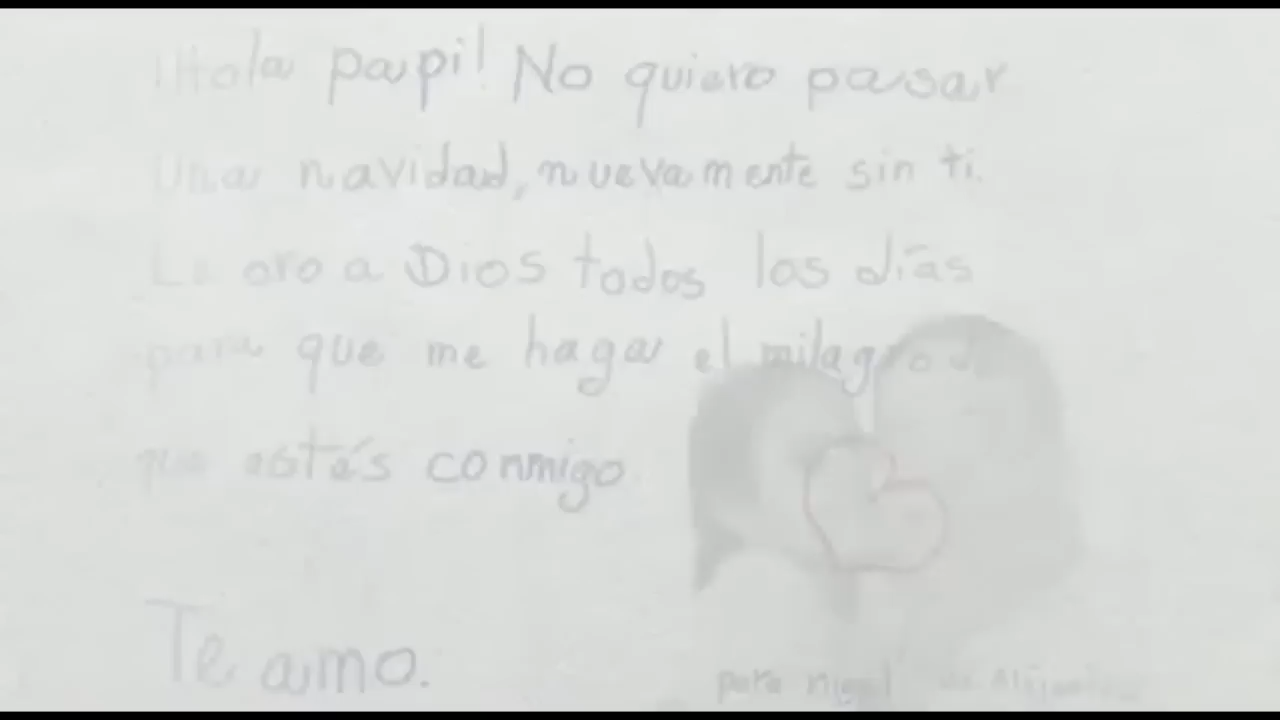 ¡Hola papi! No quiero pasar
una navidad, nuevamente sin ti.
Le oro a Dios todos los días
para que me haga el milagro de
que estés conmigo.
Te amo.
para